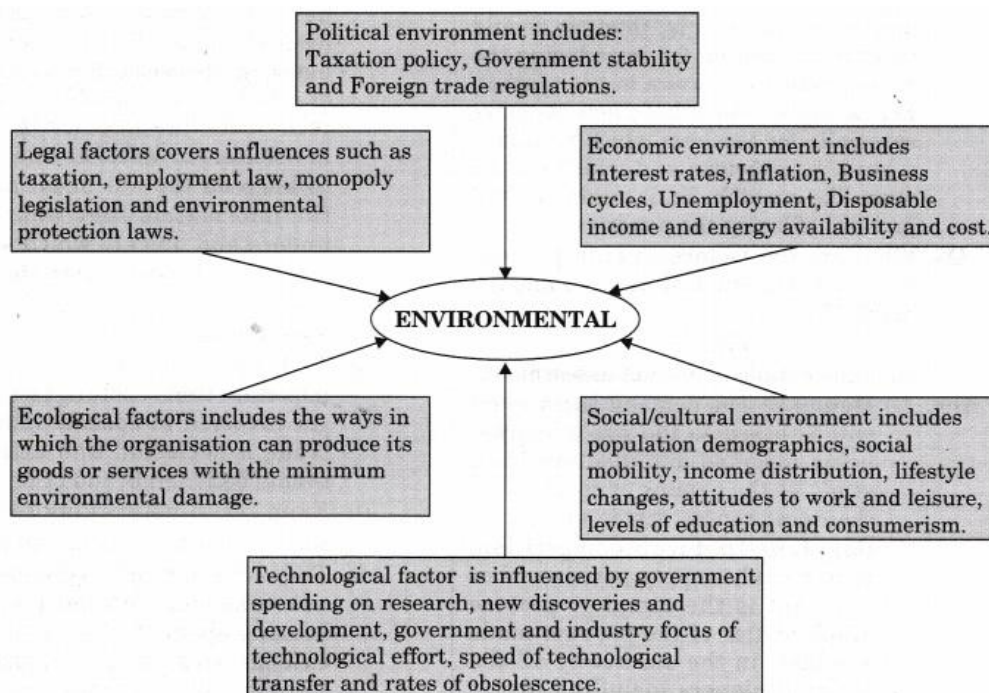 Political environment includes:
Taxation policy, Government stability
and Foreign trade regulations.
Legal factors covers influences such as
taxation, employment law, monopoly
legislation and environmental
protection laws.
Economic environment includes
Interest rates, Inflation, Business
cycles, Unemployment, Disposable
income and energy availability and cost.
ENVIRONMENTAL
Ecological factors includes the ways in
which the organisation can produce its
goods or services with the minimum
environmental damage.
Social/cultural environment includes
population demographics, social
mobility, income distribution, lifestyle
changes, attitudes to work and leisure,
levels of education and consumerism.
Technological factor is influenced by government
spending on research, new discoveries and
development, government and industry focus of
technological effort, speed of technological
transfer and rates of obsolescence.